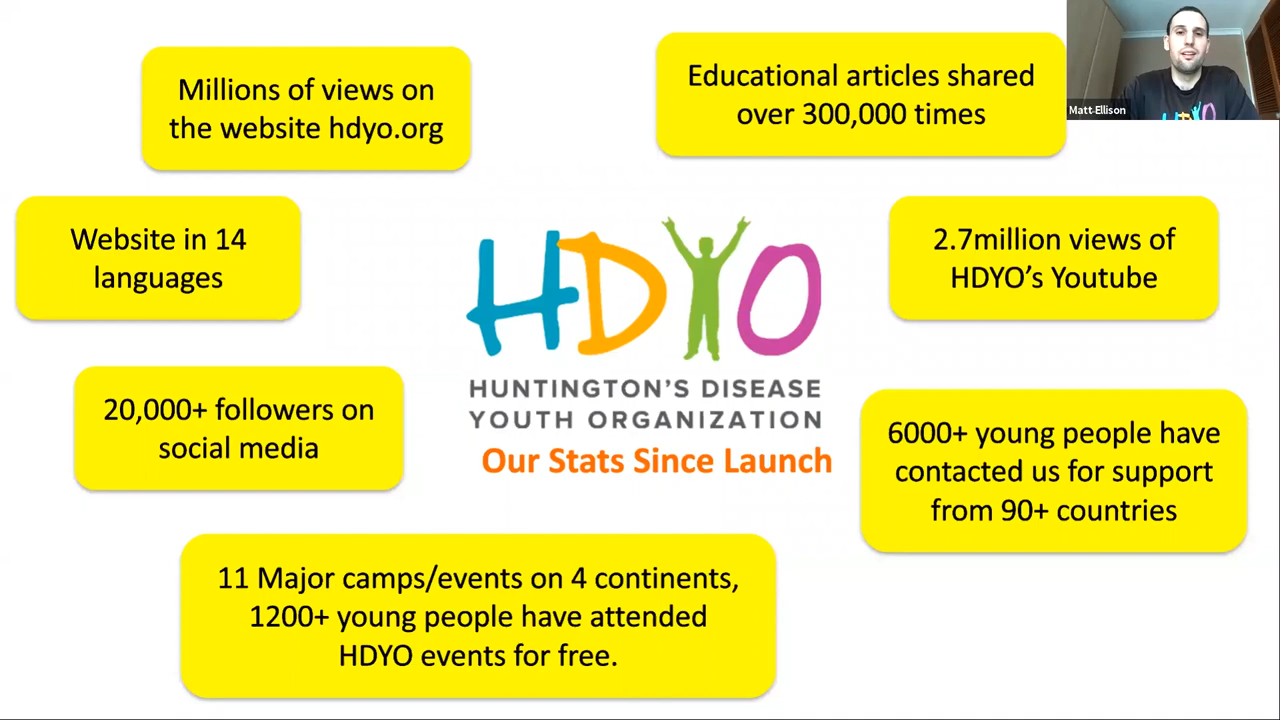 Millions of views on
the website hdyo.org
Educational articles shared
over 300,000 times
Matt Ellison
HDYO
Website in 14
languages
HDYO
HUNTINGTON'S DISEASE
YOUTH ORGANIZATION
Our Stats Since Launch
2.7million views of
HDYO’s Youtube
20,000+ followers on
social media
6000+ young people have
contacted us for support
from 90+ countries
11 Major camps/events on 4 continents,
1200+ young people have attended
HDYO events for free.